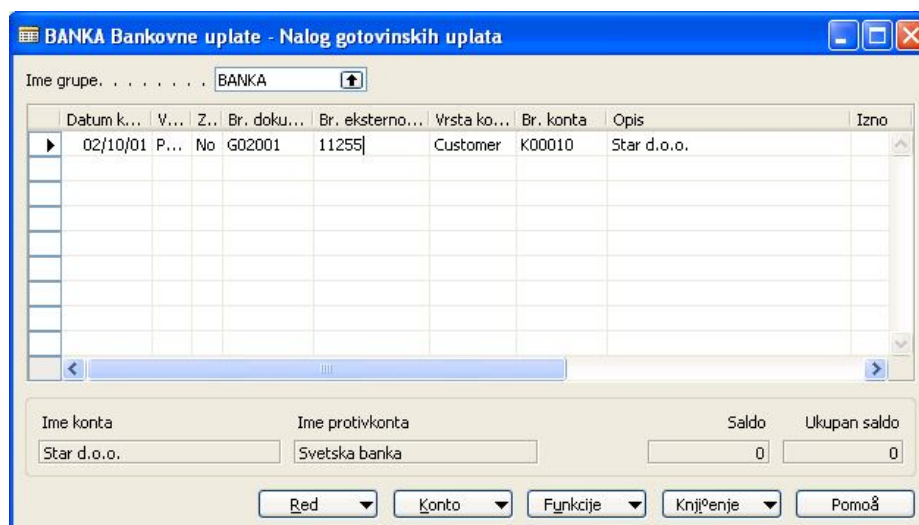 BANKA Bankovne uplate - Nalog gotovinskih uplata
Ime grupe. . . . . . . . BANKA
Datum k... V... Z... Br. doku... Br. eksterno... Vrsta ko... Br. konta Opis Izno
02/10/01 P... No G02001 11255 Customer K00010 Star d.o.o.
Ime konta Ime protivkonta Saldo Ukupan saldo
Star d.o.o. Svetska banka 0 0
Red Konto Funkcije Knjiºenje Pomoå